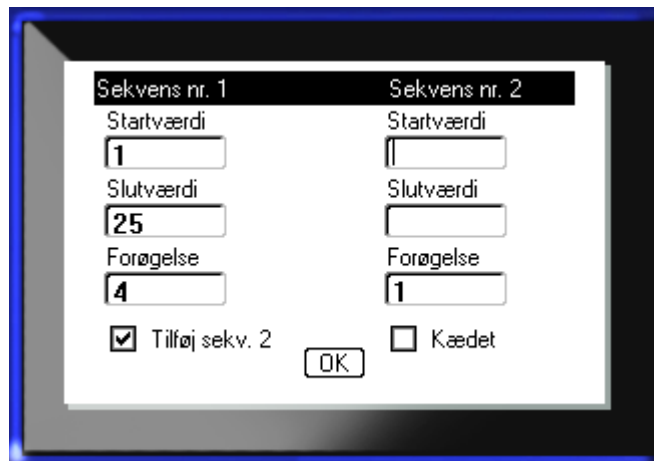 Sekvens nr. 1 Sekvens nr. 2
Startværdi Startværdi
1
Slutværdi Slutværdi
25
Forøgelse Forøgelse
4 1
Tilføj sekv. 2 Kædet
OK